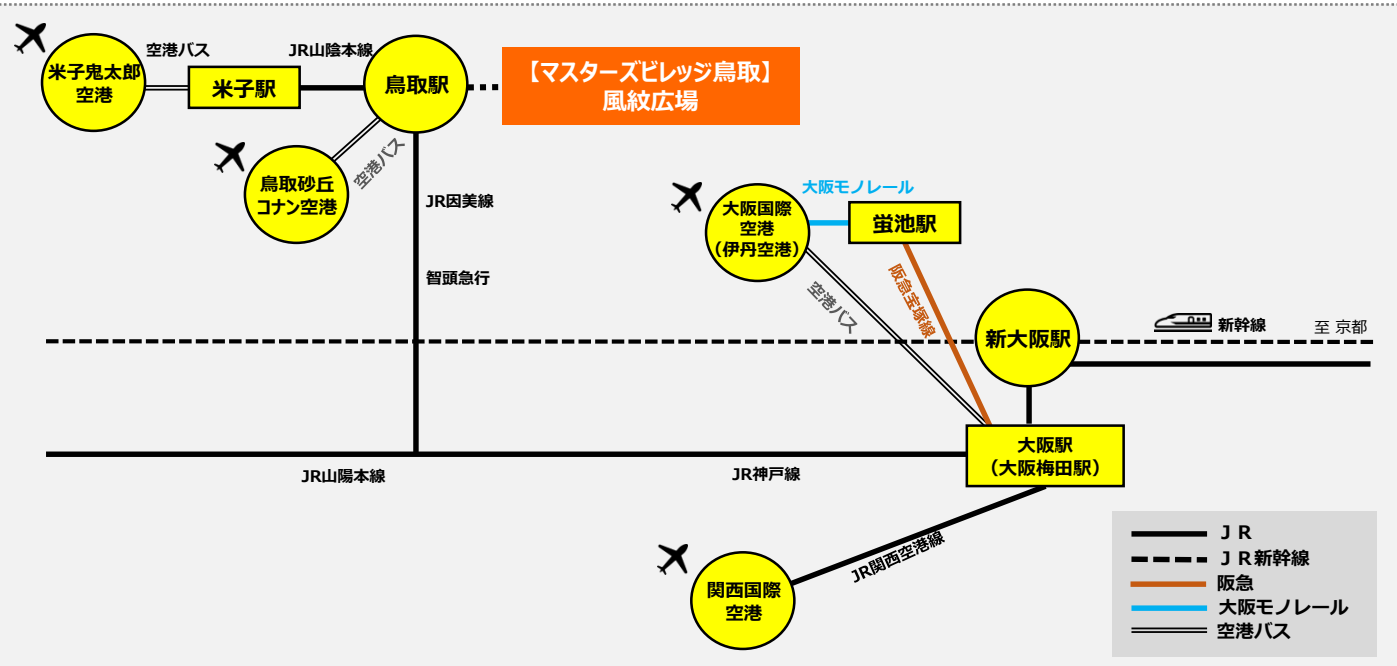 空港バス
JR山陰本線
米子鬼太郎
空港
米子駅
鳥取駅
【マスターズビレッジ鳥取】
風紋広場
空港バス
鳥取砂丘
コナン空港
JR因美線
智頭急行
大阪モノレール
大阪国際
空港
（伊丹空港）
蛍池駅
空港バス
阪急宝塚線
新大阪駅
新幹線
至 京都
大阪駅
（大阪梅田駅）
JR山陽本線
JR神戸線
JR関西空港線
関西国際
空港
ＪＲ
ＪＲ新幹線
阪急
大阪モノレール
空港バス